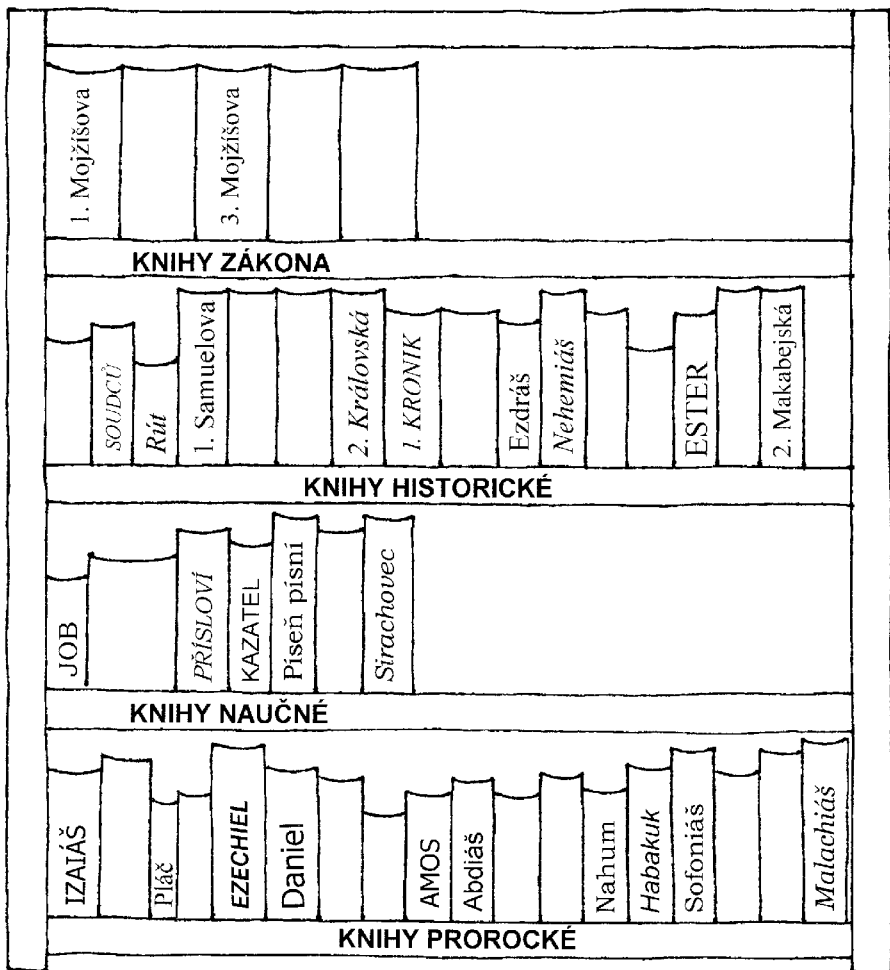 1. Mojžíšova
3. Mojžíšova
KNIHY ZÁKONA
SOUDCŮ
Rút
1. Samuelova
2. Královská
1. KRONIK
Ezdráš
Nehemiáš
ESTER
2. Makabejská
KNIHY HISTORICKÉ
JOB
PŘÍSLOVÍ
KAZATEL
Píseň písní
Sirachovec
KNIHY NAUČNÉ
IZAIÁŠ
Pláč
EZECHIEL
Daniel
AMOS
Abdiáš
Nahum
Habakuk
Sofoniáš
Malachiáš
KNIHY PROROCKÉ